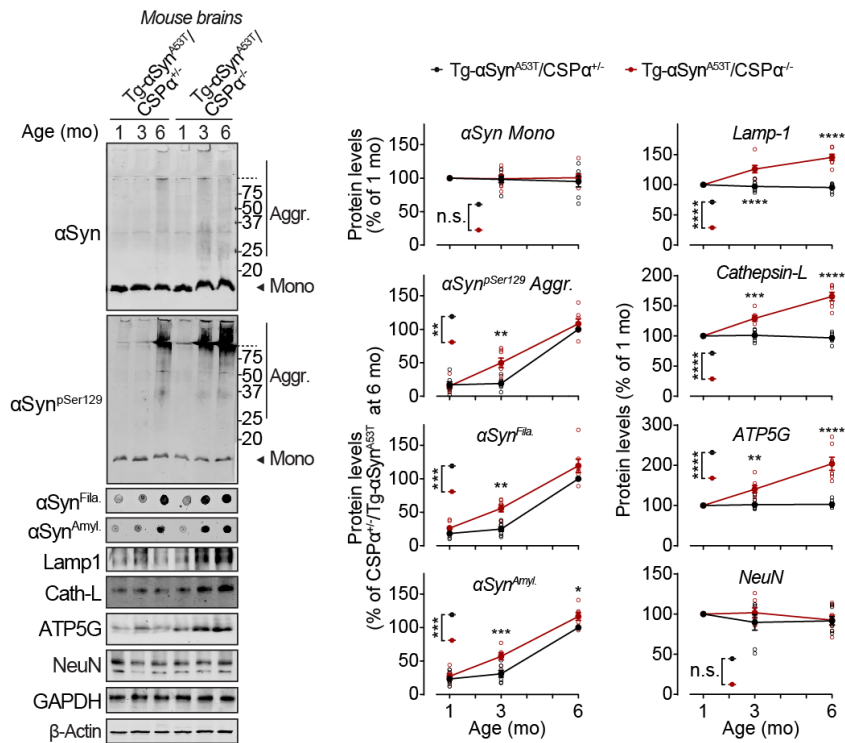 Mouse brains
Tg-αSynA53T/
CSPα+/-
Tg-αSynA53T/
CSPα-/-
Age (mo) 1 3 6 1 3 6
αSyn
75
50
37
25
20
Aggr.
◄ Mono
αSynpSer129
75
50
37
25
20
Aggr.
◄ Mono
αSynFila.
αSynAmyl.
Lamp1
Cath-L
ATP5G
NeuN
GAPDH
β-Actin
Tg-αSynA53T/CSPα+/- Tg-αSynA53T/CSPα-/-
αSyn Mono
Protein levels
(% of 1 mo)
150
100
50
0
n.s.
αSynpSer129 Aggr.
150
100
50
0
**
**
Protein levels
(% of CSPα+/-/Tg-αSynA53T at 6 mo)
αSynFila.
150
100
50
0
***
**
αSynAmyl.
150
100
50
0
***
***
*
1 3 6
Age (mo)
Protein levels (% of 1 mo)
Lamp-1
150
100
50
0
****
****
****
Cathepsin-L
200
150
100
50
0
****
***
****
ATP5G
300
200
100
0
****
**
****
NeuN
150
100
50
0
n.s.
1 3 6
Age (mo)